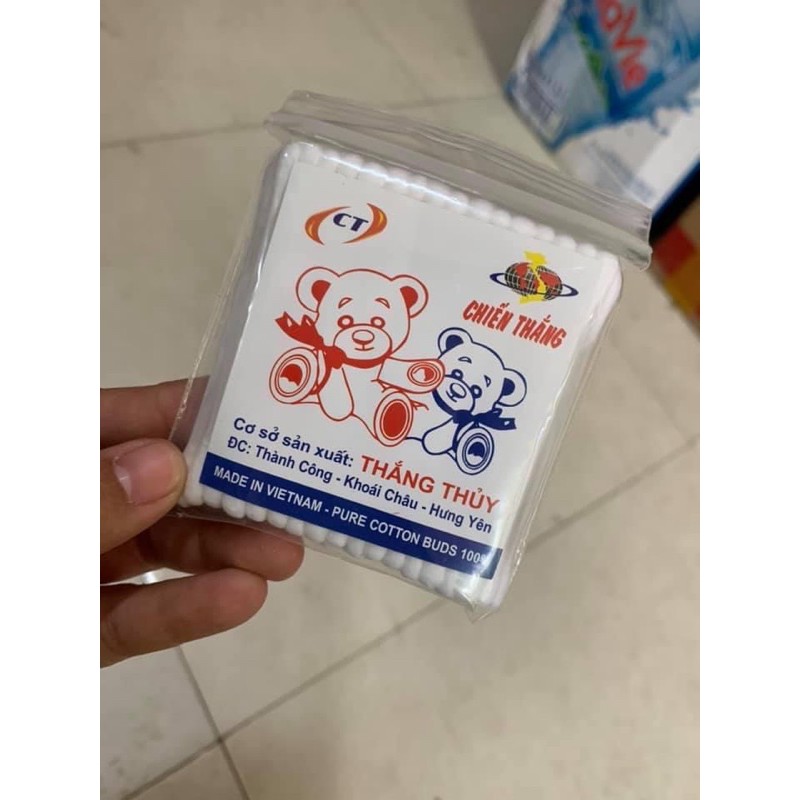 CT
CHIẾN THẮNG
Cơ sở sản xuất: THẮNG THỦY
ĐC: Thành Công - Khoái Châu - Hưng Yên
MADE IN VIETNAM - PURE COTTON BUDS 100%